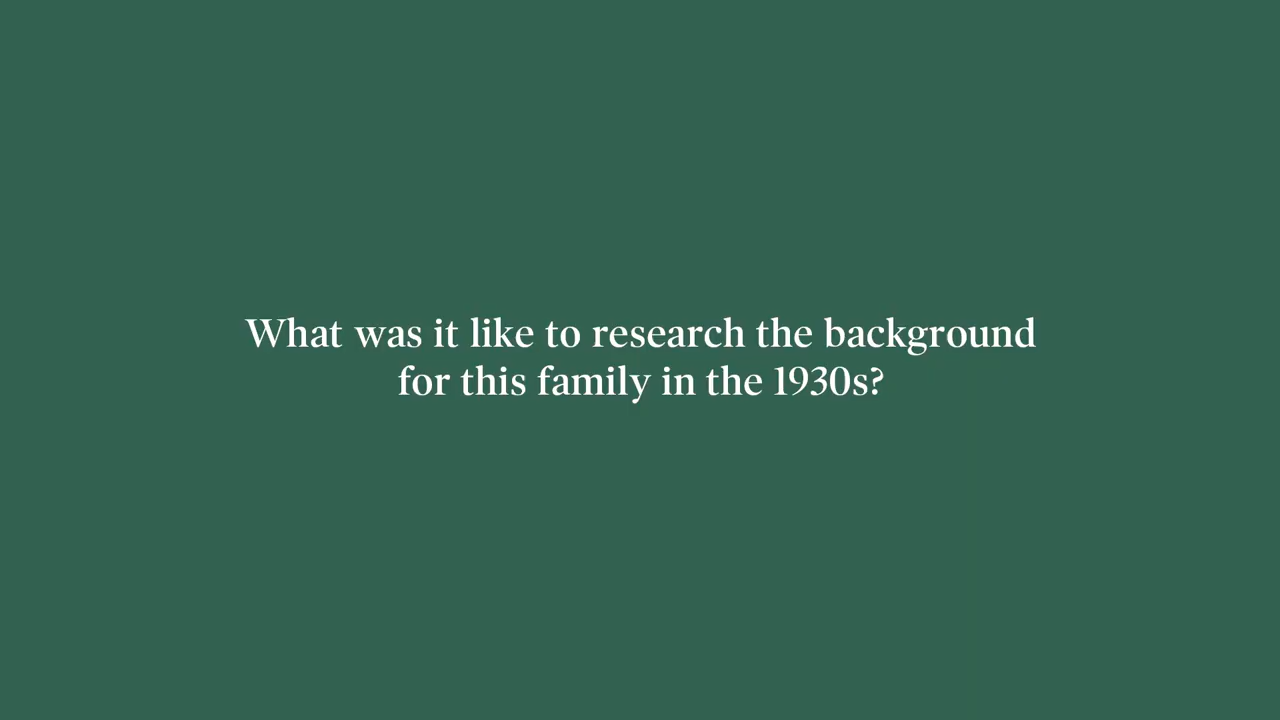 What was it like to research the background
for this family in the 1930s?